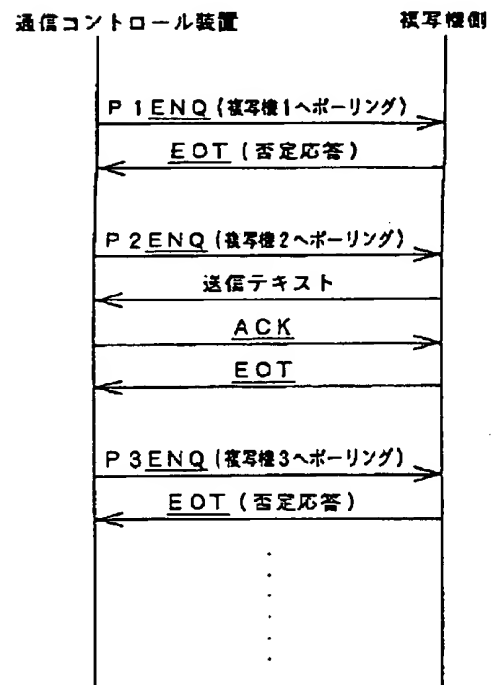 通信コントロール装置 複写機側
P1ENQ(複写機1へポーリング)
EOT(否定応答)
P2ENQ(複写機2へポーリング)
送信テキスト
ACK
EOT
P3ENQ(複写機3へポーリング)
EOT(否定応答)